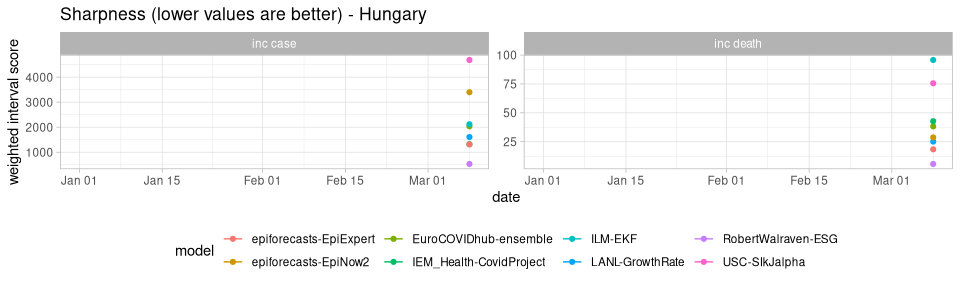 Sharpness (lower values are better) - Hungary
inc case
inc death
weighted interval score
4000
3000
2000
1000
100
75
50
25
Jan 01 Jan 15 Feb 01 Feb 15 Mar 01
Jan 01 Jan 15 Feb 01 Feb 15 Mar 01
date
model
epiforecasts-EpiExpert EuroCOVIDhub-ensemble ILM-EKF RobertWalraven-ESG
epiforecasts-EpiNow2 IEM_Health-CovidProject LANL-GrowthRate USC-SIkJalpha